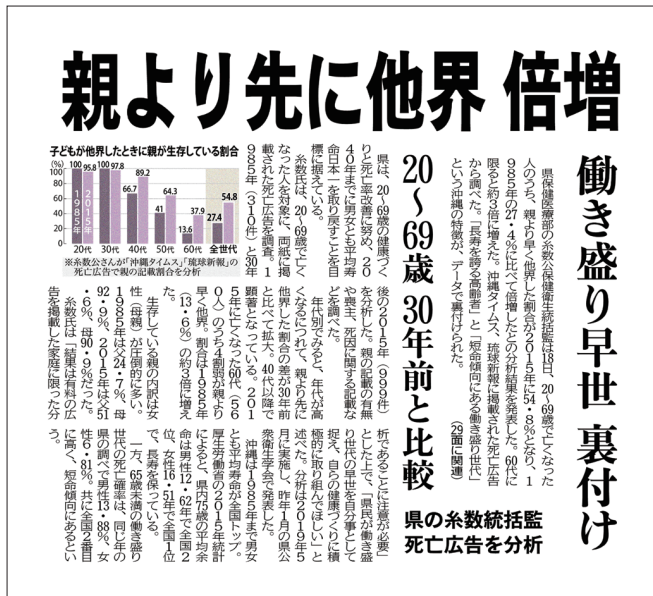 親より先に他界 倍増
働き盛り早世 裏付け
20～69歳 30年前と比較
県の糸数統括監
死亡広告を分析
県保健医療部の糸数公保健衛生統括監は18日、20～69歳で亡くなった
人のうち、親より早く他界した割合が2015年に54・8％となり、1
985年の27・4％に比べて倍増したとの分析結果を発表した。60代に
限ると約3倍に増えた。沖縄タイムス、琉球新報に掲載された死亡広告
から調べた。「長寿を誇る高齢者」と「短命傾向にある働き盛り世代」
という沖縄の特徴が、データで裏付けられた。
(29面に関連)
県は、20～69歳の健康づく
りと死亡率改善に努め、20
40年までに男女とも平均寿
命日本一を取り戻すことを目
標に据えている。
糸数氏は、20～69歳で亡く
なった人を対象に、両紙に掲
載された死亡広告を調査。1
985年（310件）と30年
後の2015年（999件）
を分析した。親の記載の有無
や喪主、死因に関する記載な
どを調べた。
年代別でみると、年代が高
くなるにつれて、親より先に
他界した割合の差が30年前
と比べて拡大。40代以降で
顕著となっている。201
5年に亡くなった60代（56
0人）のうち4割弱が親より
早く他界。割合は1985年
（13・6％）の約3倍に増え
た。
生存している親の内訳は女
性（母親）が圧倒的に多い。
1985年は父24・7％、母
92・9％、2015年は父51
・6％、母90・9％だった。
糸数氏は「結果は有料の広
告を掲載した家庭に限った分
析であることに注意が必要」
とした上で、「県民が働き盛
り世代の早世を自分事として
捉え、自らの健康づくりに積
極的に取り組んでほしい」と
述べた。分析は2019年5
月に実施し、昨年1月の県公
衆衛生学会で発表した。
沖縄は1985年まで男女
とも平均寿命が全国トップ。
厚生労働省の2015年統計
によると、県内75歳の平均余
命は男性12・62年で全国2
位、女性16・51年で全国1位
で、長寿を保っている。
一方、65歳未満の働き盛り
世代の死亡確率は、同じ年の
県の調べで男性13・88％、女
性6・81％。共に全国2番目
に高く、短命傾向にあるとい
う。
子どもが他界したときに親が生存している割合
(%)
100
80
60
40
20
0
100 95.8
100 97.8
66.7 89.2
41 64.3
13.6 37.9
27.4 54.8
1985年
2015年
20代 30代 40代 50代 60代 全世代
※糸数公さんが「沖縄タイムス」「琉球新報」の
死亡広告で親の記載割合を分析